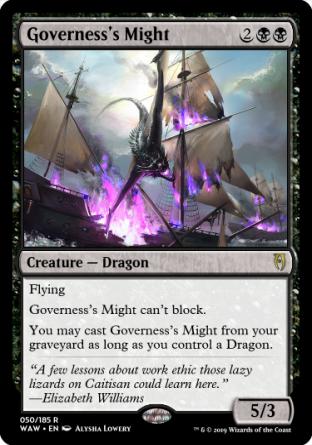 Governess's Might 2
Creature — Dragon
Flying
Governess's Might can't block.
You may cast Governess's Might from your
graveyard as long as you control a Dragon.
"A few lessons about work ethic those lazy
lizards on Caitisan could learn here."
—Elizabeth Williams
5/3
050/185 R
WAW • EN Alysha Lowery
™ & © 2019 Wizards of the Coast